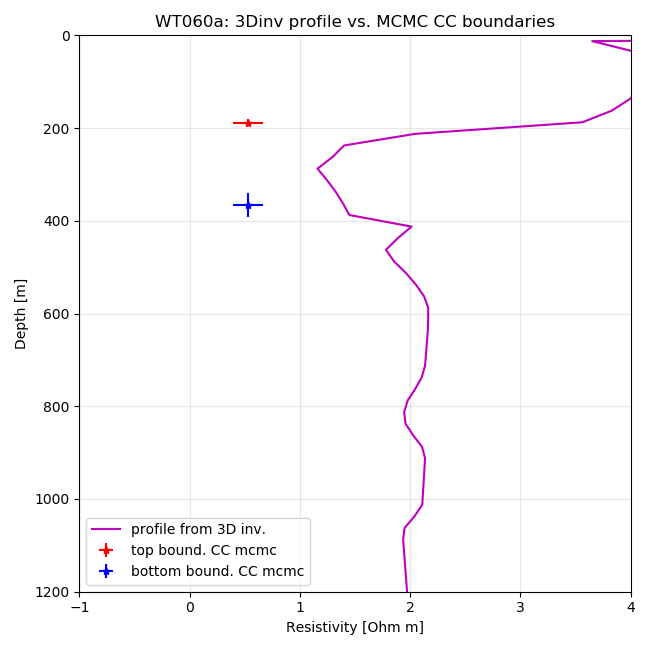 WT060a: 3Dinv profile vs. MCMC CC boundaries
0
200
400
600
800
1000
1200
Depth [m]
profile from 3D inv.
top bound. CC mcmc
bottom bound. CC mcmc
−1
0
1
2
3
4
Resistivity [Ohm m]